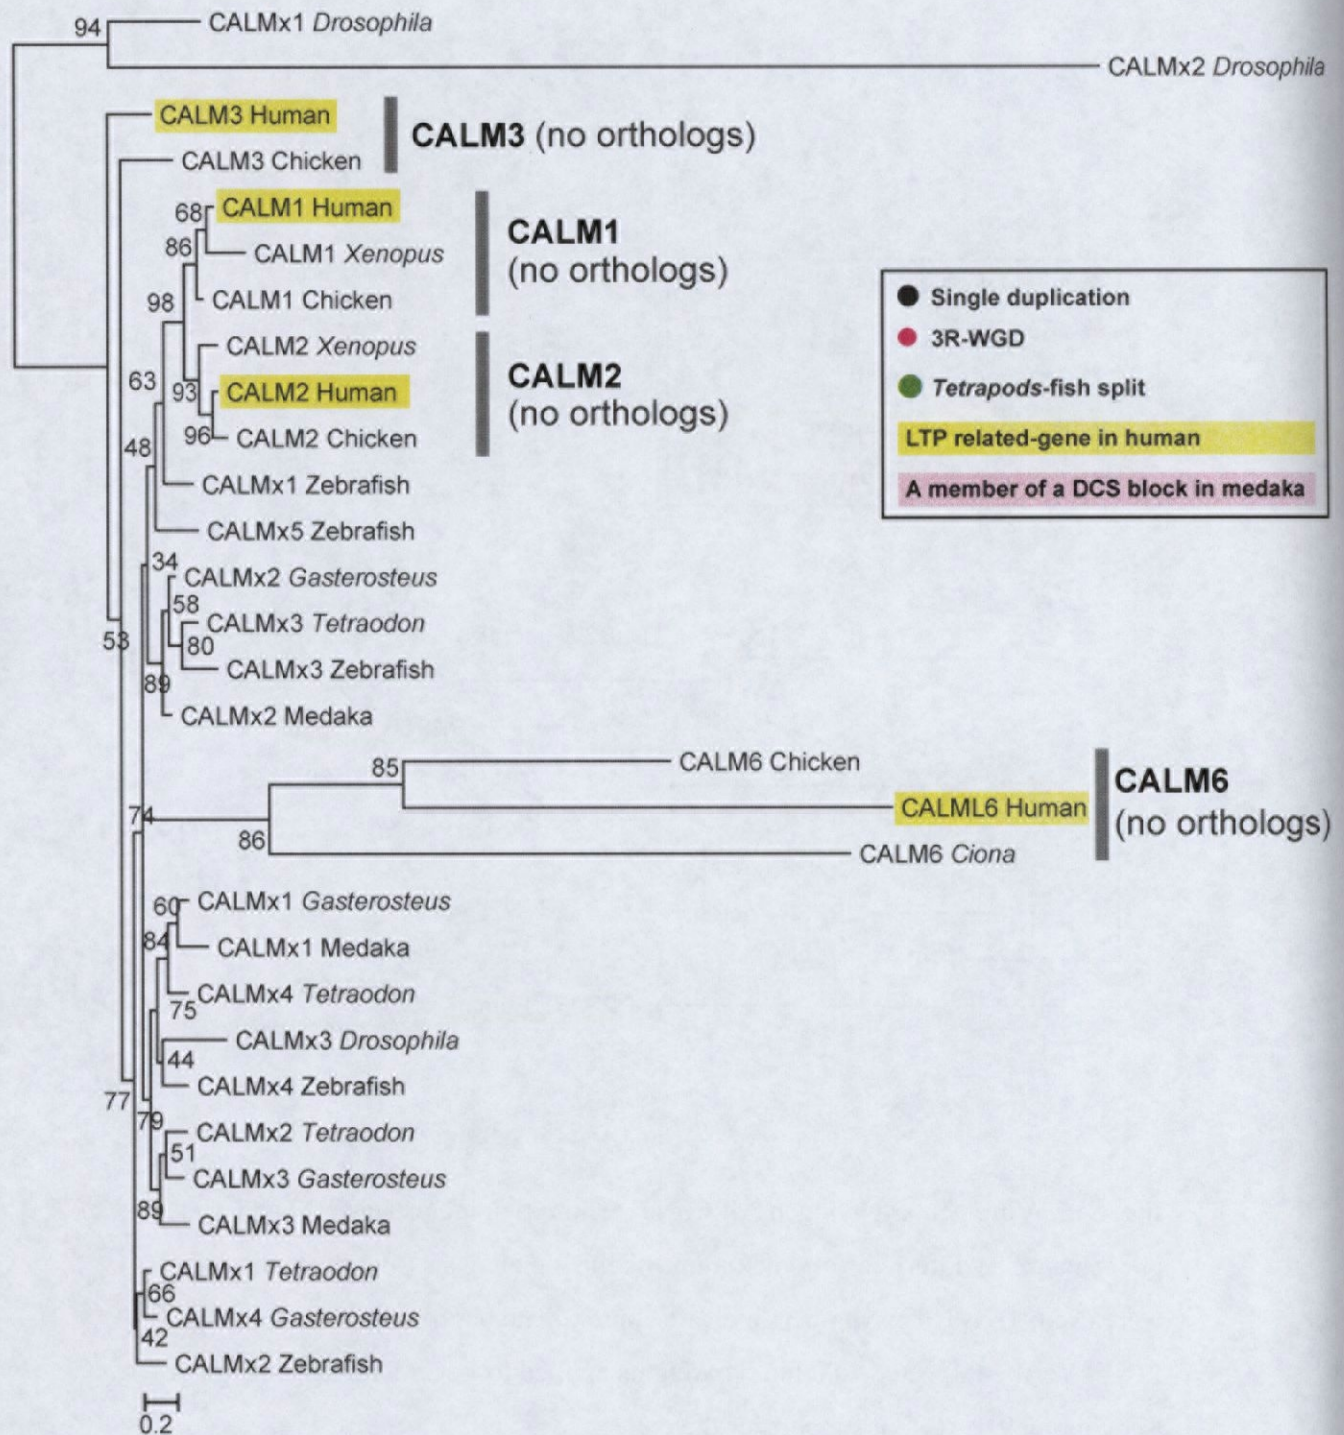 94
CALMx1 Drosophila
CALMx2 Drosophila
CALM3 Human
CALM3 (no orthologs)
CALM3 Chicken
68
CALM1 Human
86
CALM1 Xenopus
CALM1
(no orthologs)
98
CALM1 Chicken
CALM2 Xenopus
63
93
CALM2 Human
CALM2
(no orthologs)
96
CALM2 Chicken
48
CALMx1 Zebrafish
CALMx5 Zebrafish
34
CALMx2 Gasterosteus
58
CALMx3 Tetraodon
53
80
CALMx3 Zebrafish
89
CALMx2 Medaka
85
CALM6 Chicken
CALM6
(no orthologs)
74
CALML6 Human
86
CALM6 Ciona
60
CALMx1 Gasterosteus
84
CALMx1 Medaka
CALMx4 Tetraodon
75
CALMx3 Drosophila
44
CALMx4 Zebrafish
77
79
CALMx2 Tetraodon
51
CALMx3 Gasterosteus
89
CALMx3 Medaka
CALMx1 Tetraodon
66
CALMx4 Gasterosteus
42
CALMx2 Zebrafish
0.2
Single duplication
3R-WGD
Tetrapods-fish split
LTP related-gene in human
A member of a DCS block in medaka